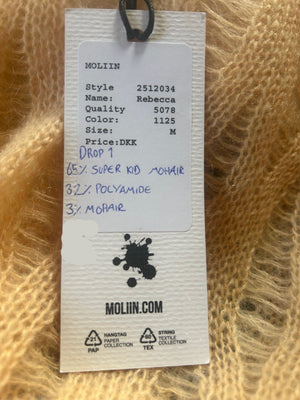 MOLIIN
Style 2512034
Name: Rebecca
Quality 5078
Color: 1125
Size: M
Price:DKK
DROP 1
65% SUPER KID MOHAIR
32% POLYAMIDE
3% MOHAIR
MOLIIN.COM
21
PAP
HANGTAG
PAPER
COLLECTION
60
TEX
STRING
TEXTILE
COLLECTION